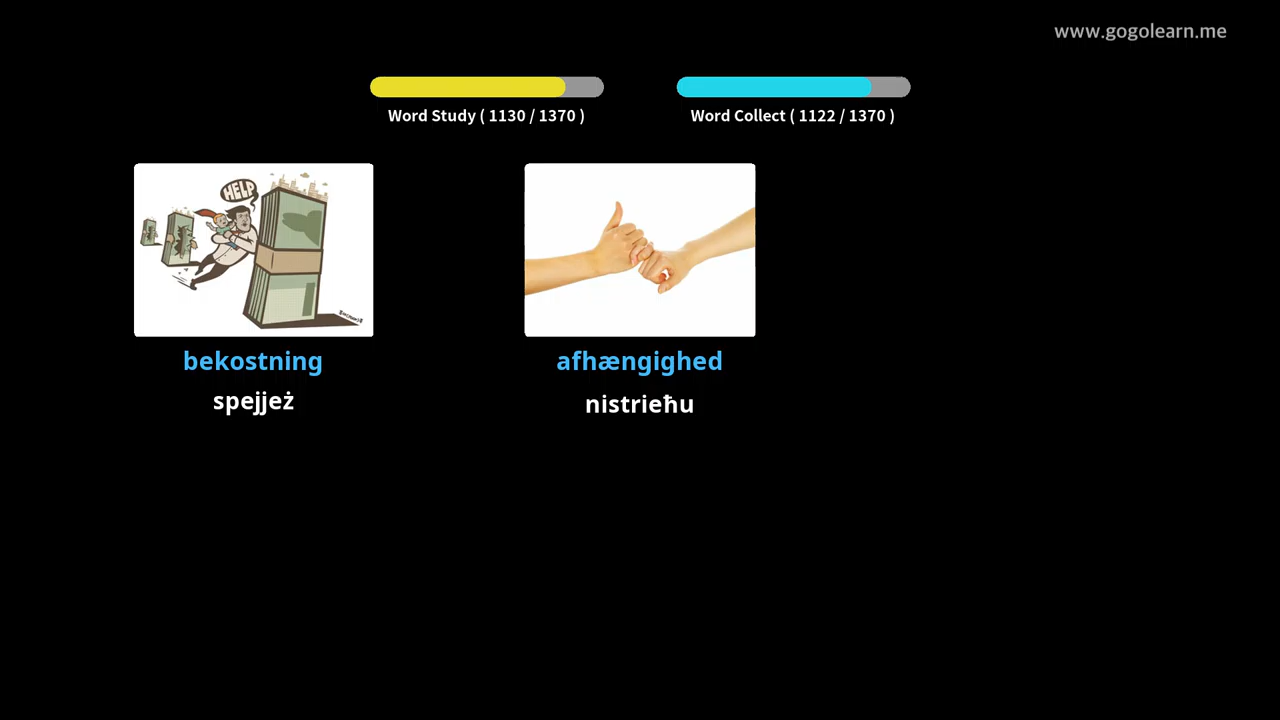 www.gogolearn.me
Word Study ( 1130 / 1370 )
Word Collect ( 1122 / 1370 )
HELP
bekostning
afhængighed
spejjeż
nistrieħu